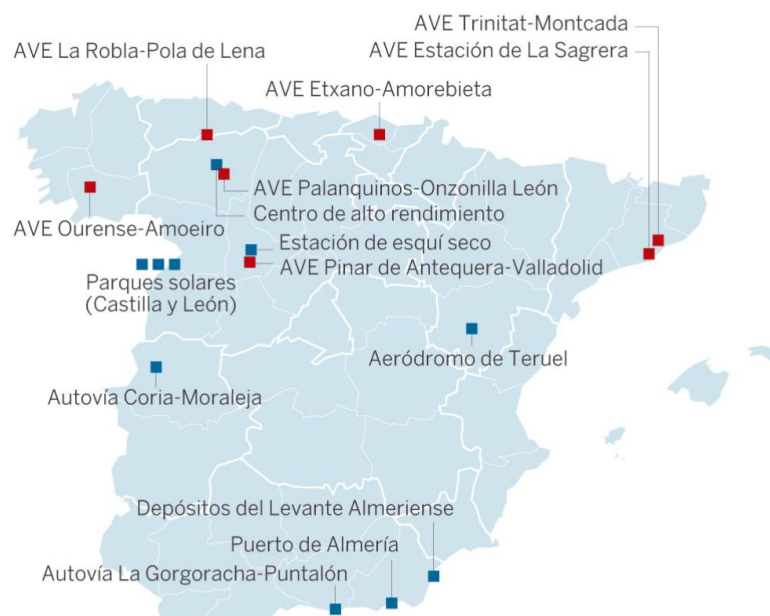 AVE Trinitat-Montcada
AVE Estación de La Sagrera
AVE La Robla-Pola de Lena
AVE Etxano-Amorebieta
AVE Palanquinos-Onzonilla León
Centro de alto rendimiento
AVE Ourense-Amoeiro
Estación de esquí seco
AVE Pinar de Antequera-Valladolid
Parques solares
(Castilla y León)
Aeródromo de Teruel
Autovía Coria-Moraleja
Depósitos del Levante Almeriense
Puerto de Almería
Autovía La Gorgoracha-Puntalón